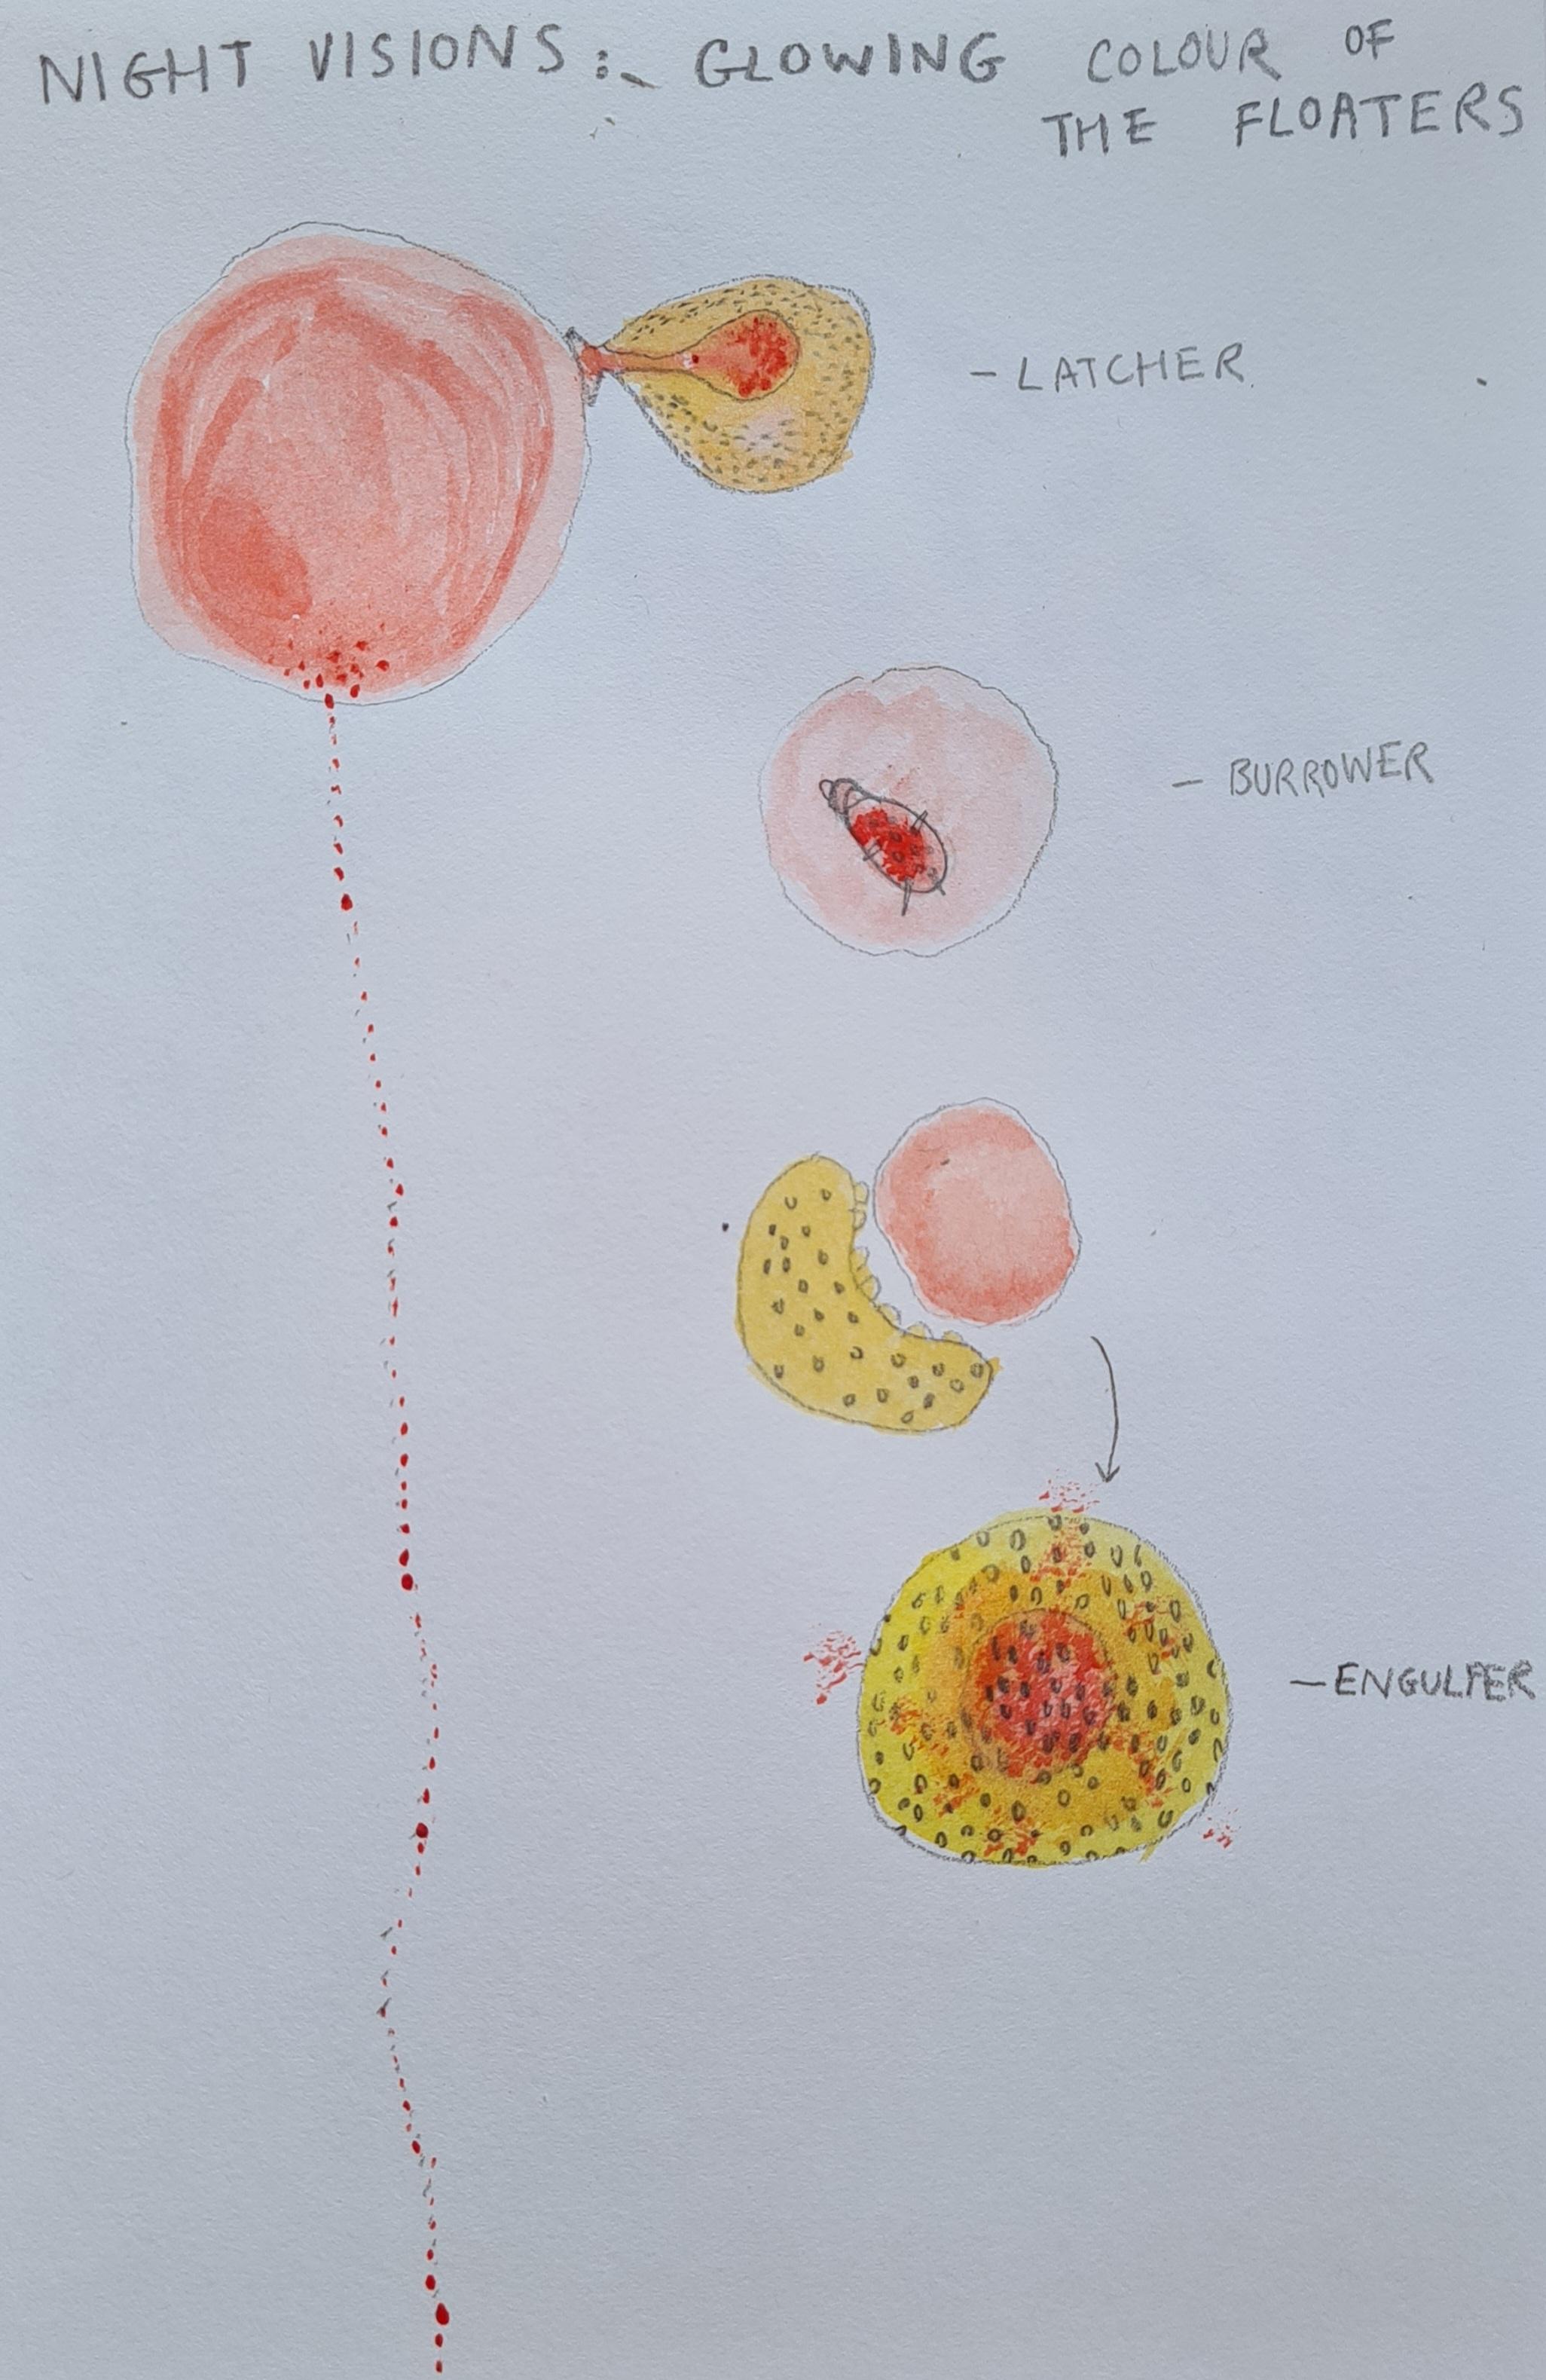 NIGHT VISIONS:- GLOWING COLOUR OF
THE FLOATERS
- LATCHER
- BURROWER
- ENGULFER